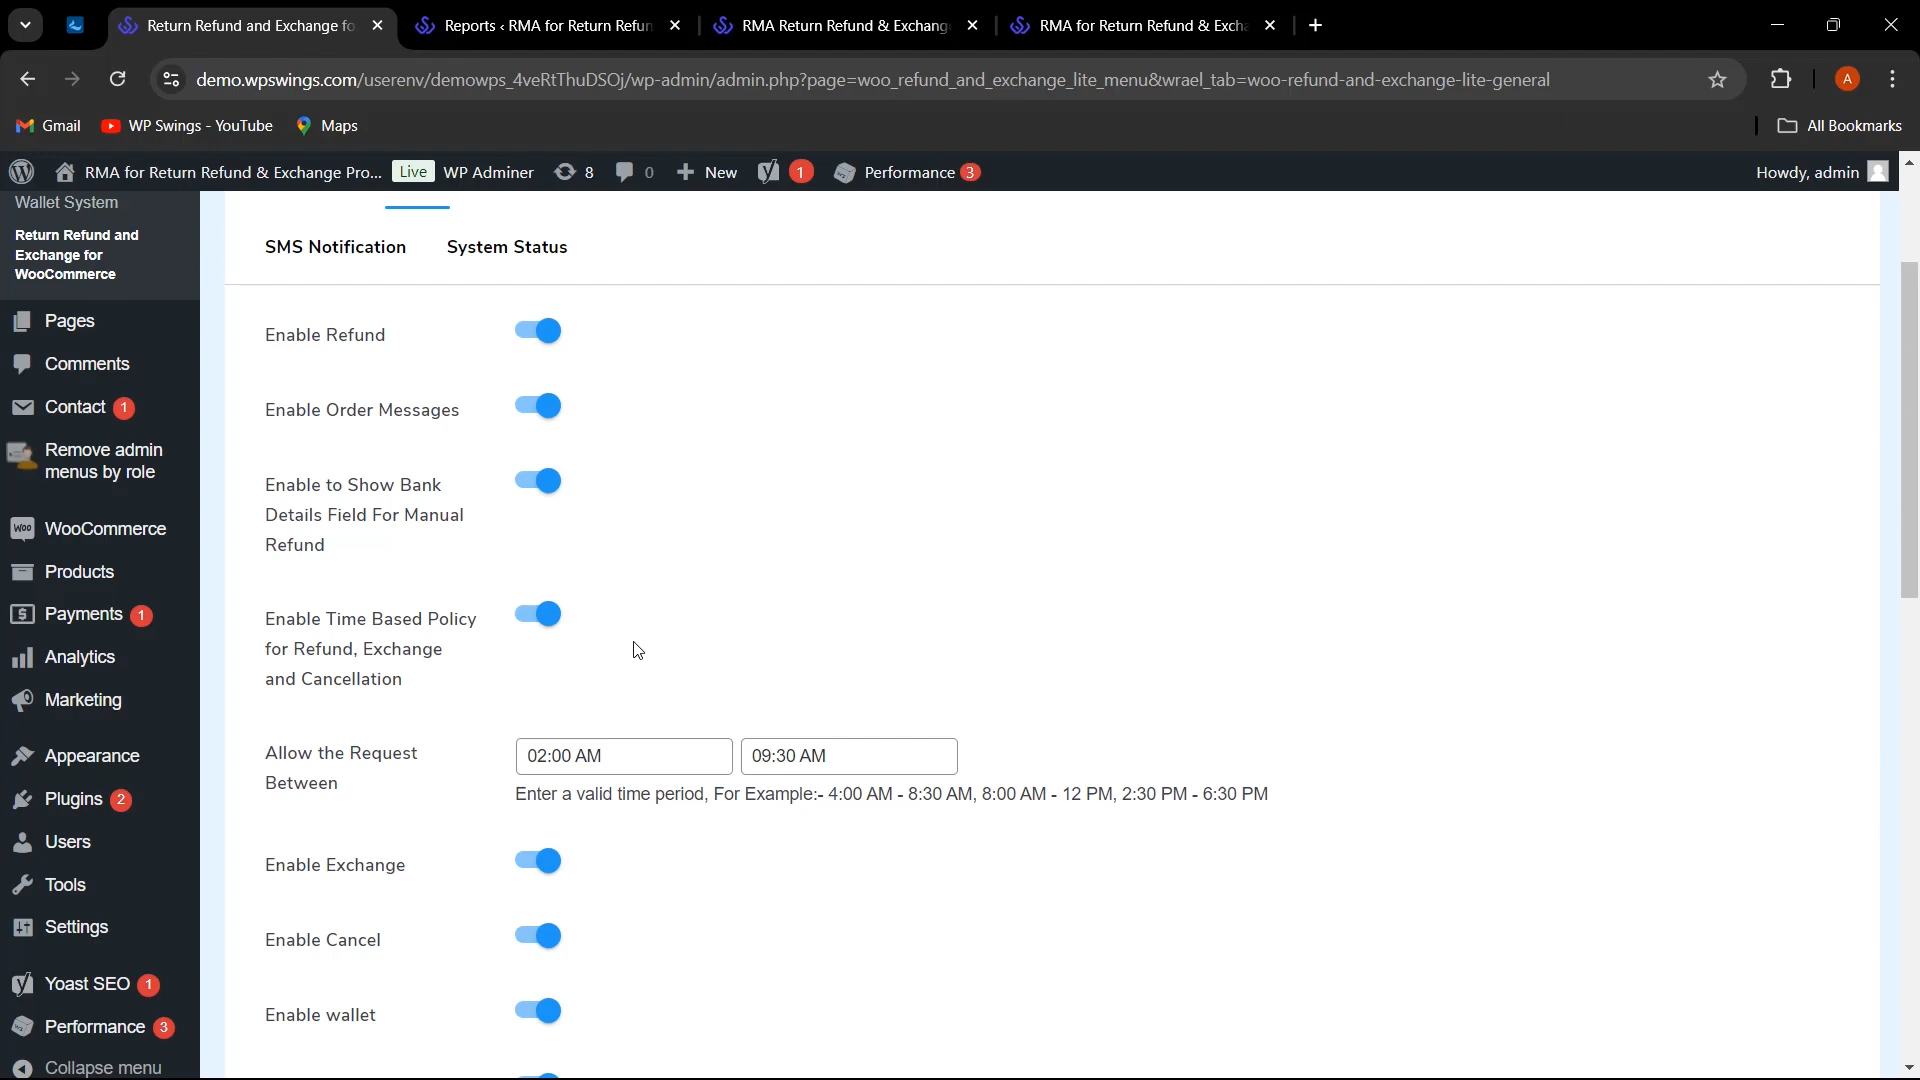 Return Refund and Exchange fo
Reports ‹ RMA for Return Refun
RMA Return Refund & Exchang
RMA for Return Refund & Exch
demo.wpswings.com/userenv/demowps_4veRtThuDSOj/wp-admin/admin.php?page=woo_refund_and_exchange_lite_menu&wrael_tab=woo-refund-and-exchange-lite-general
A
Gmail
WP Swings - YouTube
Maps
All Bookmarks
RMA for Return Refund & Exchange Pro...
Live
WP Adminer
8
0
New
1
Performance 3
Howdy, admin
Wallet System
Return Refund and
Exchange for
WooCommerce
Pages
Comments
Contact 1
Remove admin
menus by role
WooCommerce
Products
Payments 1
Analytics
Marketing
Appearance
Plugins 2
Users
Tools
Settings
Yoast SEO 1
Performance 3
Collapse menu
SMS Notification
System Status
Enable Refund
Enable Order Messages
Enable to Show Bank
Details Field For Manual
Refund
Enable Time Based Policy
for Refund, Exchange
and Cancellation
Allow the Request
Between
02:00 AM
09:30 AM
Enter a valid time period, For Example:- 4:00 AM - 8:30 AM, 8:00 AM - 12 PM, 2:30 PM - 6:30 PM
Enable Exchange
Enable Cancel
Enable wallet